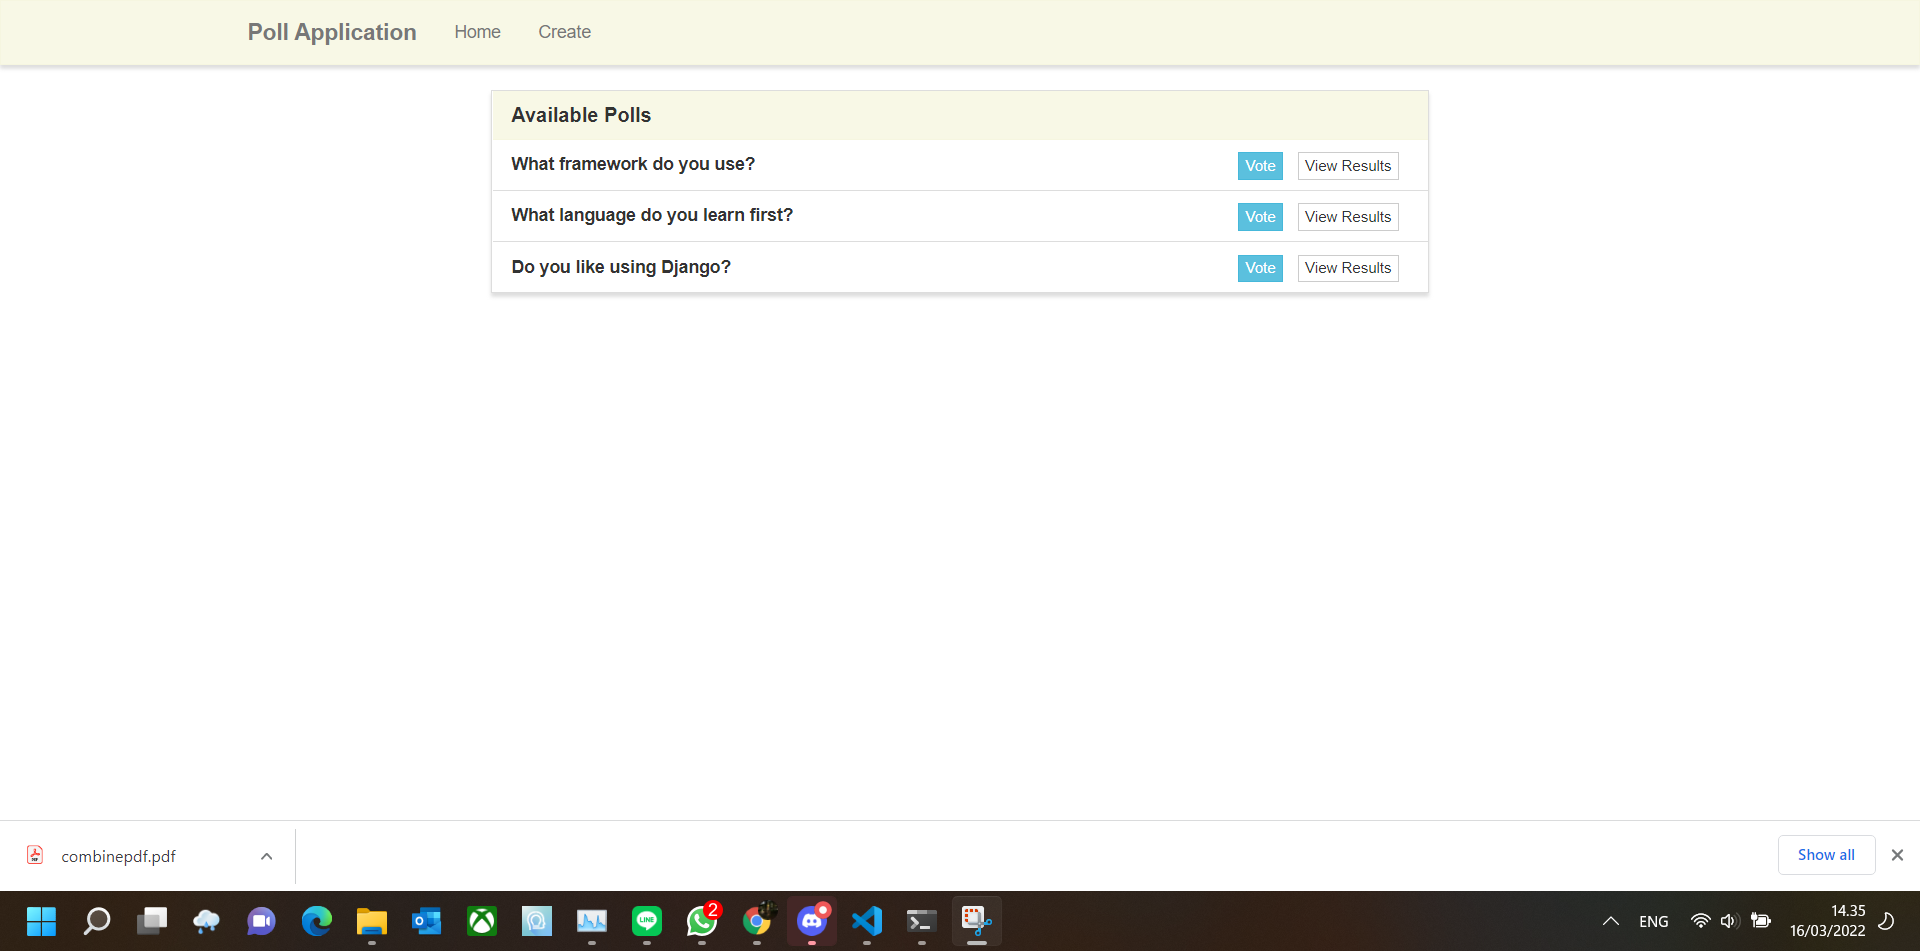 Poll Application Home Create
Available Polls
What framework do you use? Vote View Results
What language do you learn first? Vote View Results
Do you like using Django? Vote View Results
combinepdf.pdf Show all
LINE 2 ENG 14.35
16/03/2022